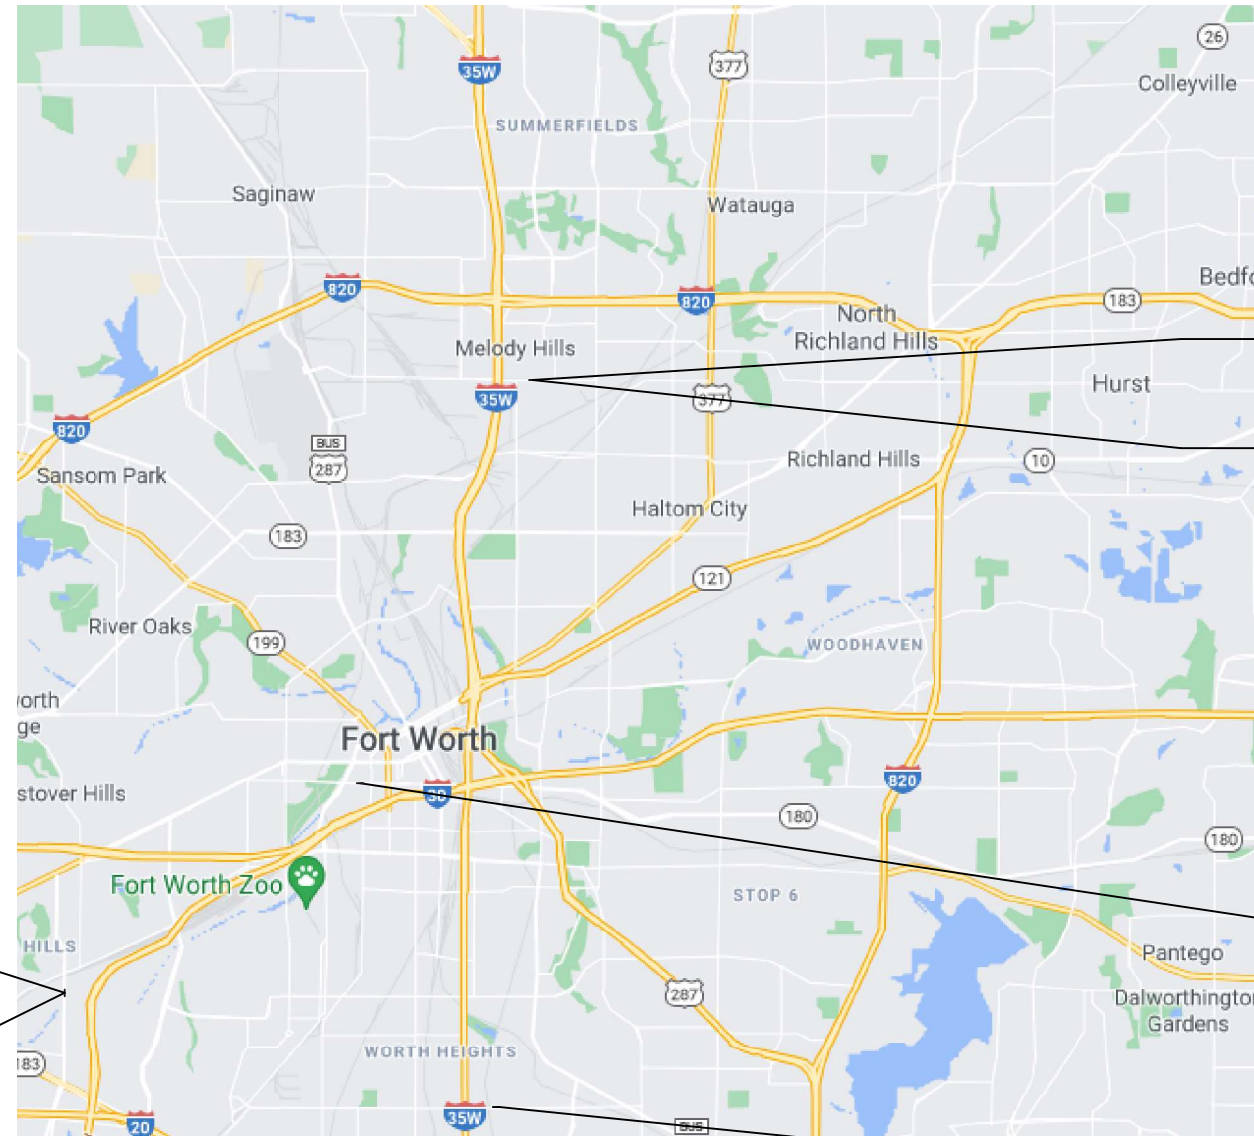 26
35W
377
Colleyville
SUMMERFIELDS
Saginaw
Watauga
Bedfo
820
820
183
North
Richland Hills
Melody Hills
Hurst
35W
377
820
BUS
287
Richland Hills
10
Sansom Park
Haltom City
183
121
River Oaks
199
WOODHAVEN
orth
ge
Fort Worth
stover Hills
30
820
180
180
Fort Worth Zoo
STOP 6
HILLS
Pantego
287
Dalworthington
Gardens
WORTH HEIGHTS
183
35W
20
BUS